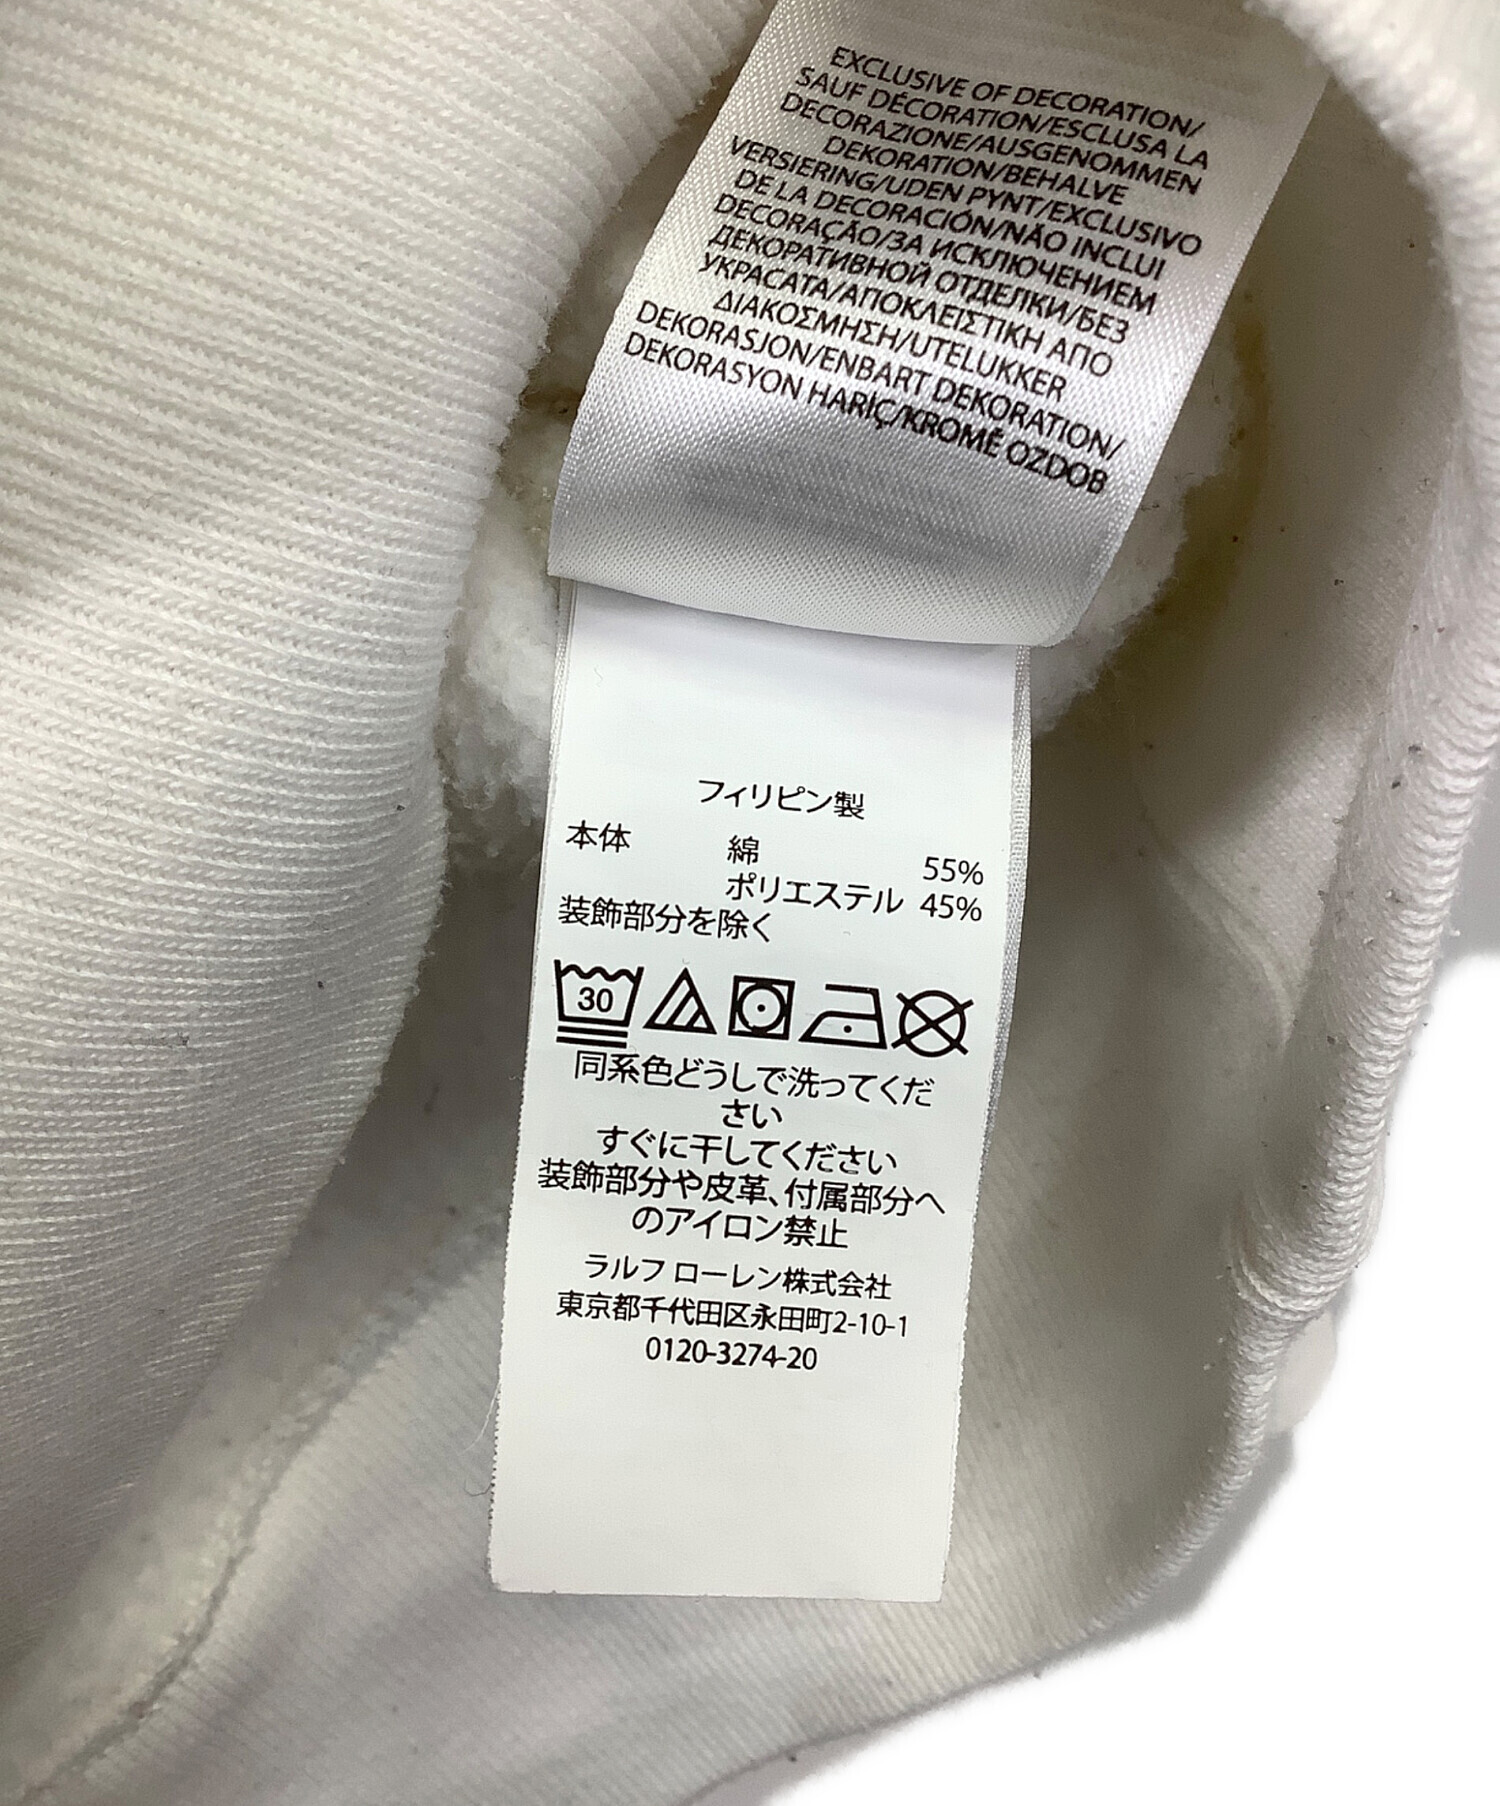 EXCLUSIVE OF DECORATION/
SAUF DÉCORATION/ESCLUSA LA
DECORAZIONE/AUSGENOMMEN
DEKORATION/BEHALVE
VERSIERING/UDEN PYNT/EXCLUSIVO
DE LA DECORACIÓN/NÃO INCLUI
DECORAÇÃO/ЗА ИСКЛЮЧЕНИЕМ
ДЕКОРАТИВНОЙ ОТДЕЛКИ/БЕЗ
УКРАСАТА/ΑΠΟΚΛΕΙΣΤΙΚΗ ΑΠΟ
ΔΙΑΚΟΣΜΗΣΗ/UTELUKKER
DEKORASJON/ENBART DEKORATION/
DEKORASYON HARİÇ/KROMĚ OZDOB
フィリピン製
本体 綿 55%
ポリエステル 45%
装飾部分を除く
30
同系色どうしで洗ってくだ
さい
すぐに干してください
装飾部分や皮革、付属部分へ
のアイロン禁止
ラルフ ローレン株式会社
東京都千代田区永田町2-10-1
0120-3274-20